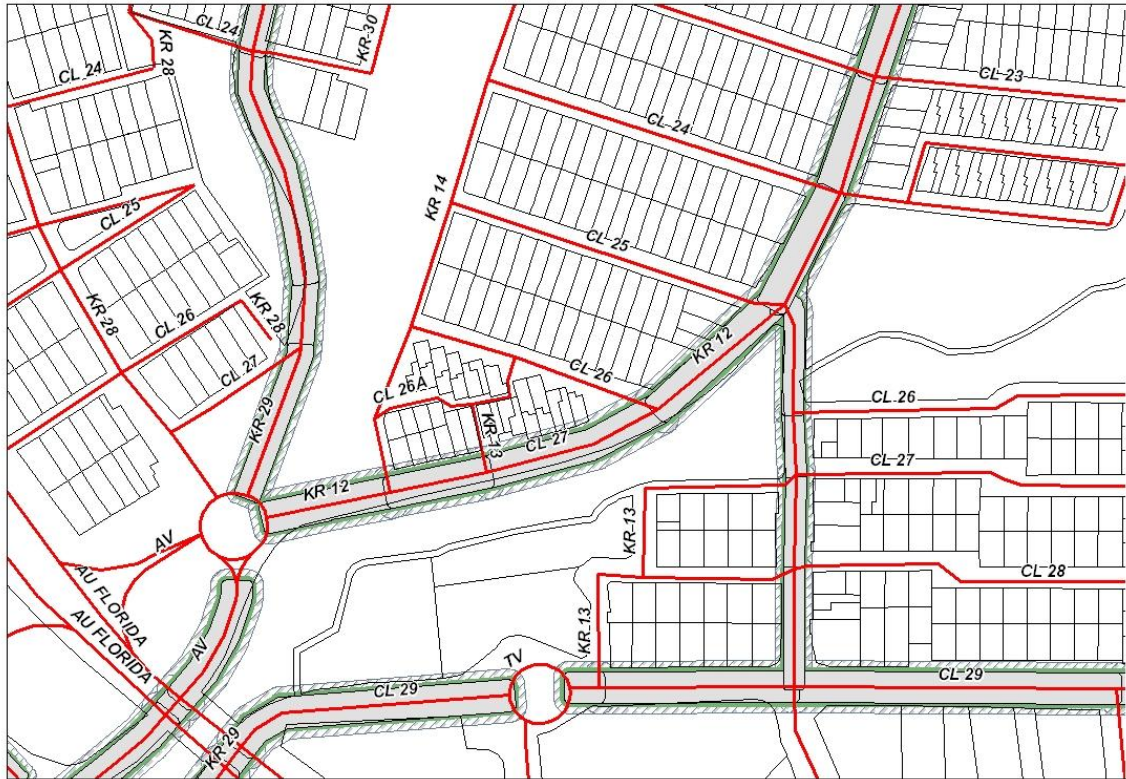 CL 24
KR 28
KR-30
CL 24
CL 23
CL 24
KR 14
CL 25
CL 25
KR-28
CL 26
KR 28
CL 27
KR 12
CL 26
CL 26A
KR-29
KR-13
CL 27
KR 12
CL 26
CL 27
KR-13
AV
CL 28
AU FLORIDA
AU FLORIDA
KR-13
AV
TV
CL 29
CL 29
KR 29